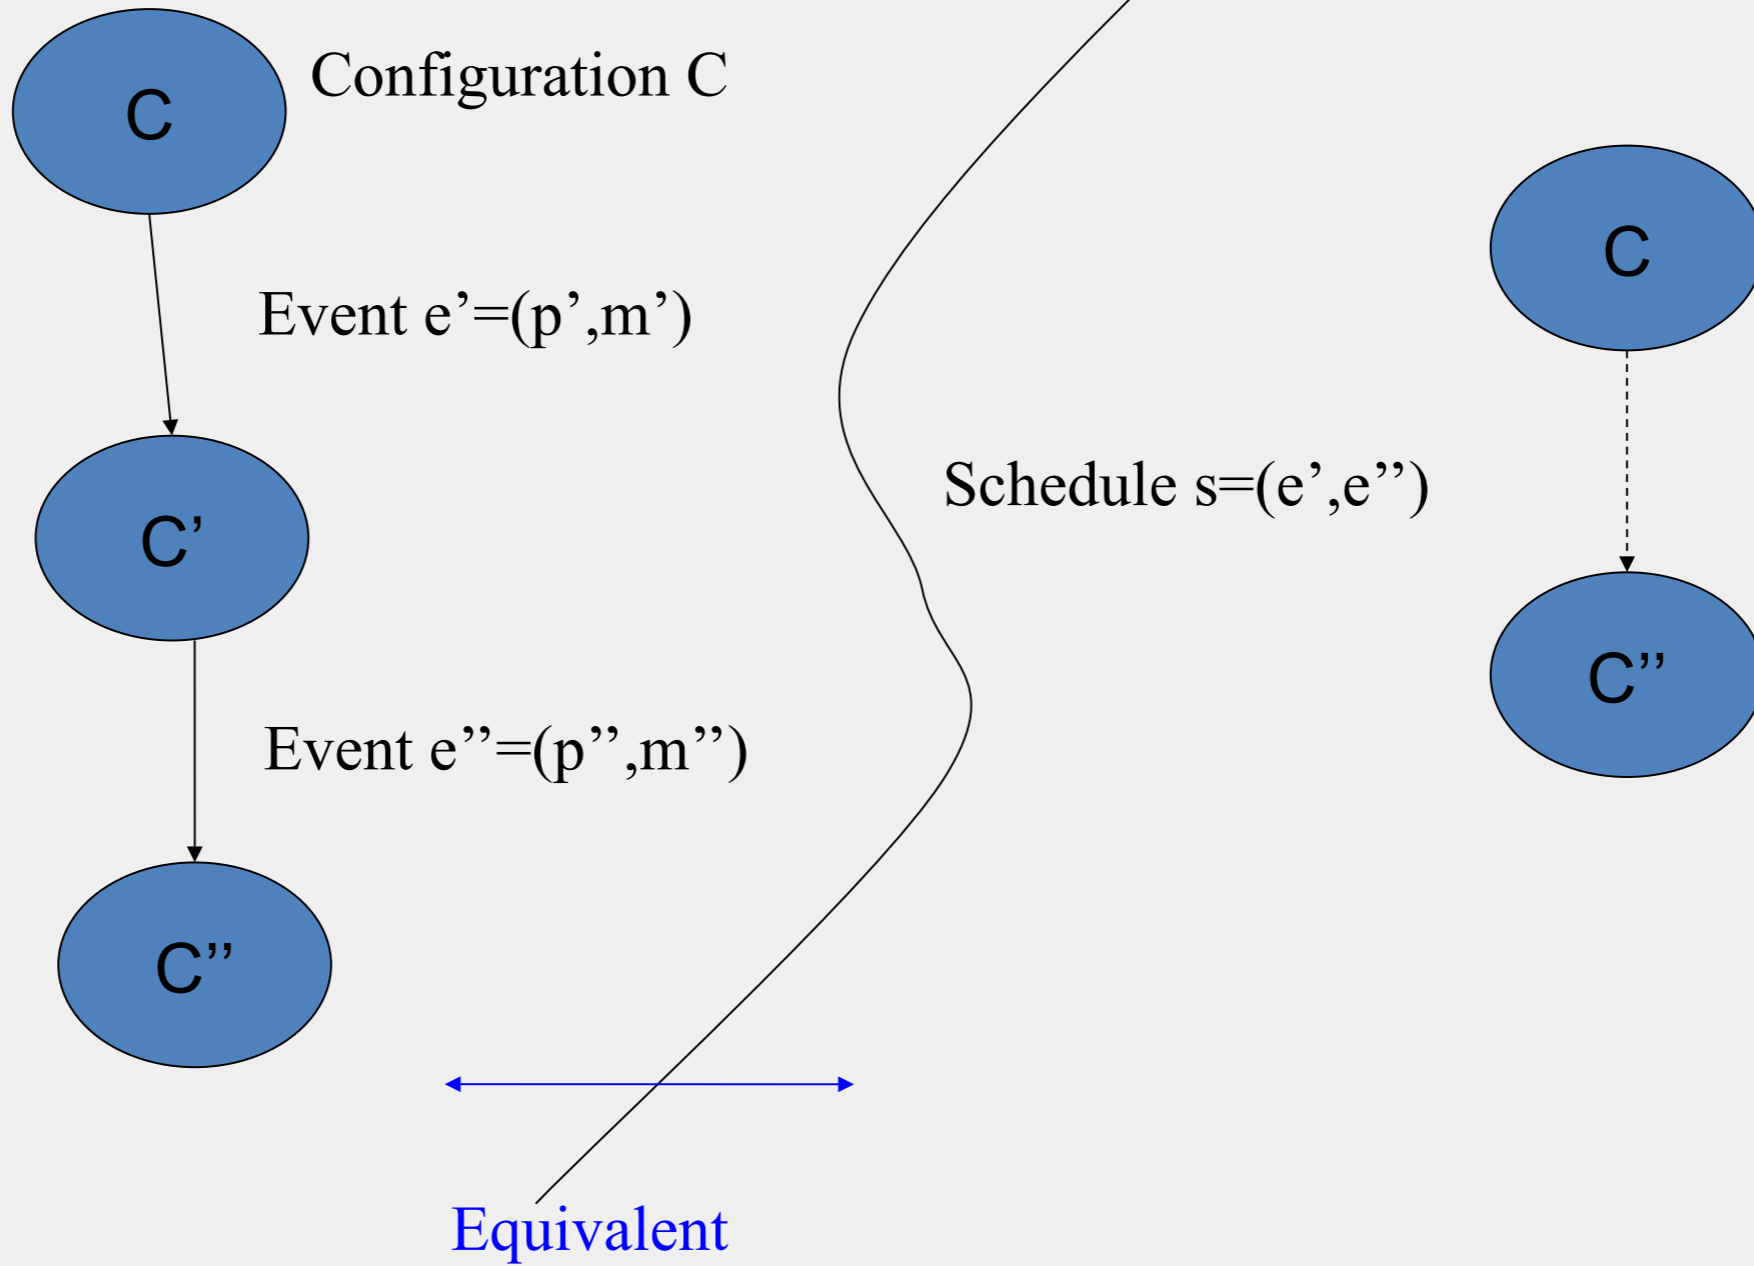 C
Configuration C
Event e’=(p’,m’)
C’
Event e’’=(p’’,m’’)
C’’
Equivalent
C
Schedule s=(e’,e’’)
C’’